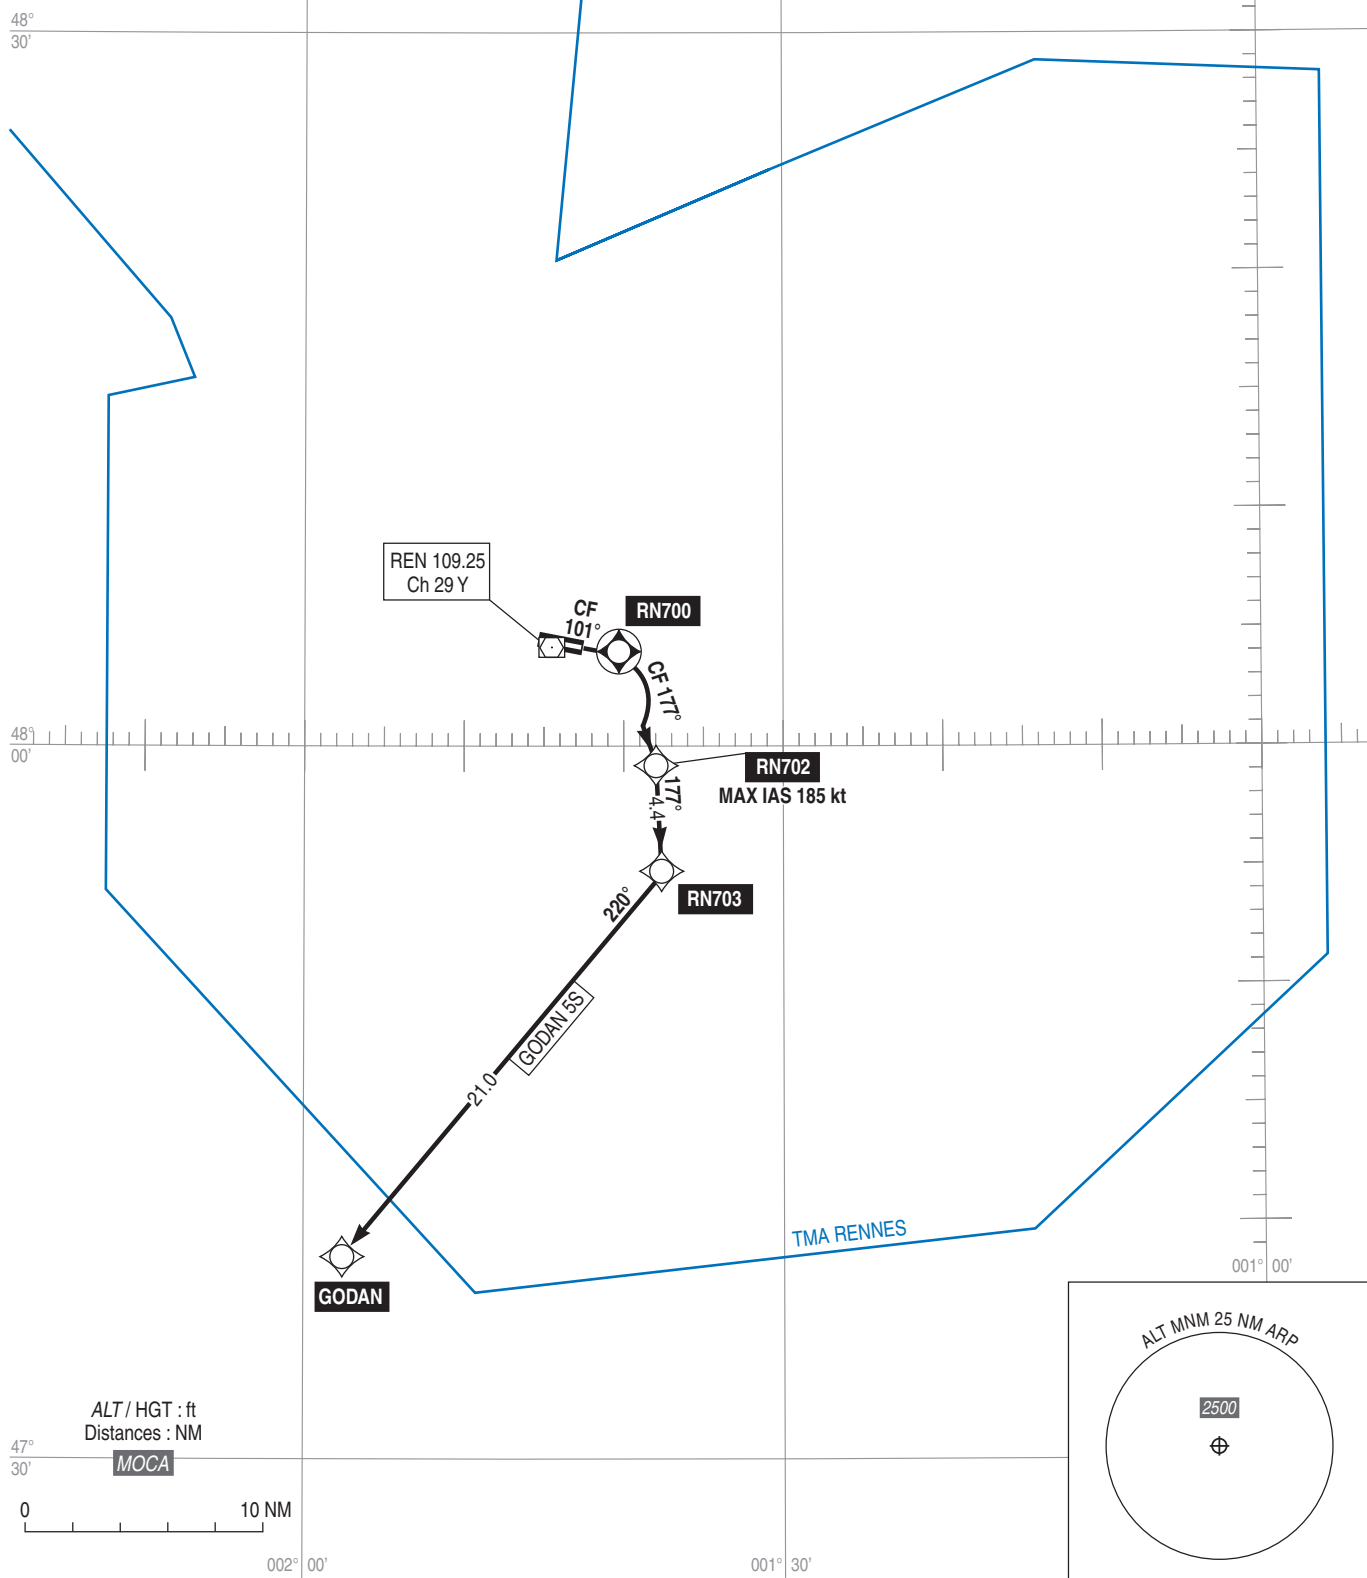 48°
30'
REN 109.25
Ch 29 Y
CF
101°
RN700
CF 177°
48°
00'
RN702
MAX IAS 185 kt
177°
4.4
RN703
220°
GODAN 5S
21.0
TMA RENNES
GODAN
001° 00'
ALT MNM 25 NM ARP
2500
ALT / HGT : ft
Distances : NM
MOCA
47°
30'
0 10 NM
002° 00'
001° 30'